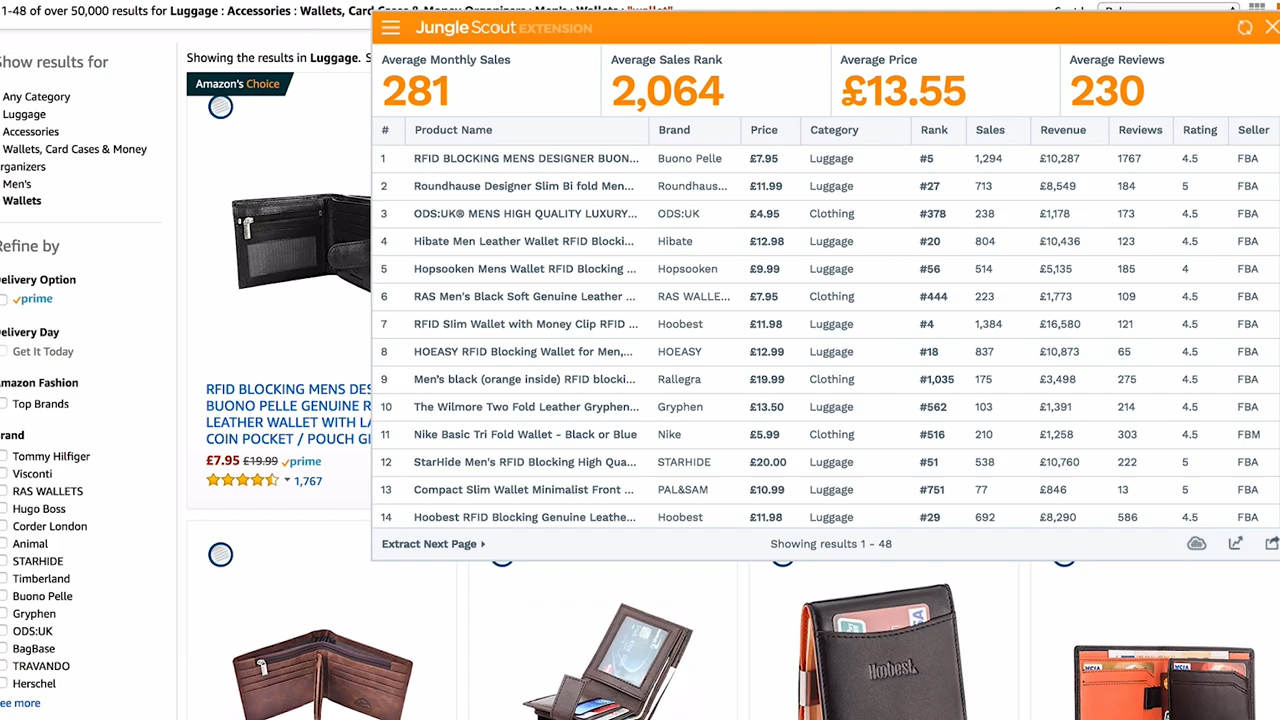 1-48 of over 50,000 results for Luggage : Accessories : Wallets, Card Cases & Money Organizers : Men's : Wallets : "wallet"
Show results for
Any Category
Luggage
Accessories
Wallets, Card Cases & Money
rganizers
Men's
Wallets
Refine by
elivery Option
prime
elivery Day
Get It Today
mazon Fashion
Top Brands
rand
Tommy Hilfiger
Visconti
RAS WALLETS
Hugo Boss
Corder London
Animal
STARHIDE
Timberland
Buono Pelle
Gryphen
ODS:UK
BagBase
TRAVANDO
Herschel
ee more
Showing the results in Luggage. S
Amazon's Choice
RFID BLOCKING MENS DES
BUONO PELLE GENUINE R
LEATHER WALLET WITH LA
COIN POCKET / POUCH GI
£7.95 £19.99 prime
1,767
Jungle Scout EXTENSION
Average Monthly Sales
281
Average Sales Rank
2,064
Average Price
£13.55
Average Reviews
230
# Product Name Brand Price Category Rank Sales Revenue Reviews Rating Seller
1 RFID BLOCKING MENS DESIGNER BUON... Buono Pelle £7.95 Luggage #5 1,294 £10,287 1767 4.5 FBA
2 Roundhouse Designer Slim Bi fold Men... Roundhaus... £11.99 Luggage #27 713 £8,549 184 5 FBA
3 ODS:UK® MENS HIGH QUALITY LUXURY... ODS:UK £4.95 Clothing #378 238 £1,178 173 4.5 FBA
4 Hibate Men Leather Wallet RFID Blocki... Hibate £12.98 Luggage #20 804 £10,436 123 4.5 FBA
5 Hopsooken Mens Wallet RFID Blocking ... Hopsooken £9.99 Luggage #56 514 £5,135 185 4 FBA
6 RAS Men's Black Soft Genuine Leather ... RAS WALLE... £7.95 Clothing #444 223 £1,773 109 4.5 FBA
7 RFID Slim Wallet with Money Clip RFID ... Hoobest £11.98 Luggage #4 1,384 £16,580 121 4.5 FBA
8 HOEASY RFID Blocking Wallet for Men,... HOEASY £12.99 Luggage #18 837 £10,873 65 4.5 FBA
9 Men's black (orange inside) RFID blocki... Rallegra £19.99 Clothing #1,035 175 £3,498 275 4.5 FBA
10 The Wilmore Two Fold Leather Gryphen... Gryphen £13.50 Luggage #562 103 £1,391 214 4.5 FBA
11 Nike Basic Tri Fold Wallet - Black or Blue Nike £5.99 Clothing #516 210 £1,258 303 4.5 FBM
12 StarHide Men's RFID Blocking High Qua... STARHIDE £20.00 Luggage #51 538 £10,760 222 5 FBA
13 Compact Slim Wallet Minimalist Front ... PAL&SAM £10.99 Luggage #751 77 £846 13 5 FBA
14 Hoobest RFID Blocking Genuine Leathe... Hoobest £11.98 Luggage #29 692 £8,290 586 4.5 FBA
Extract Next Page
Showing results 1 - 48
Hoobest
VISA
VISA